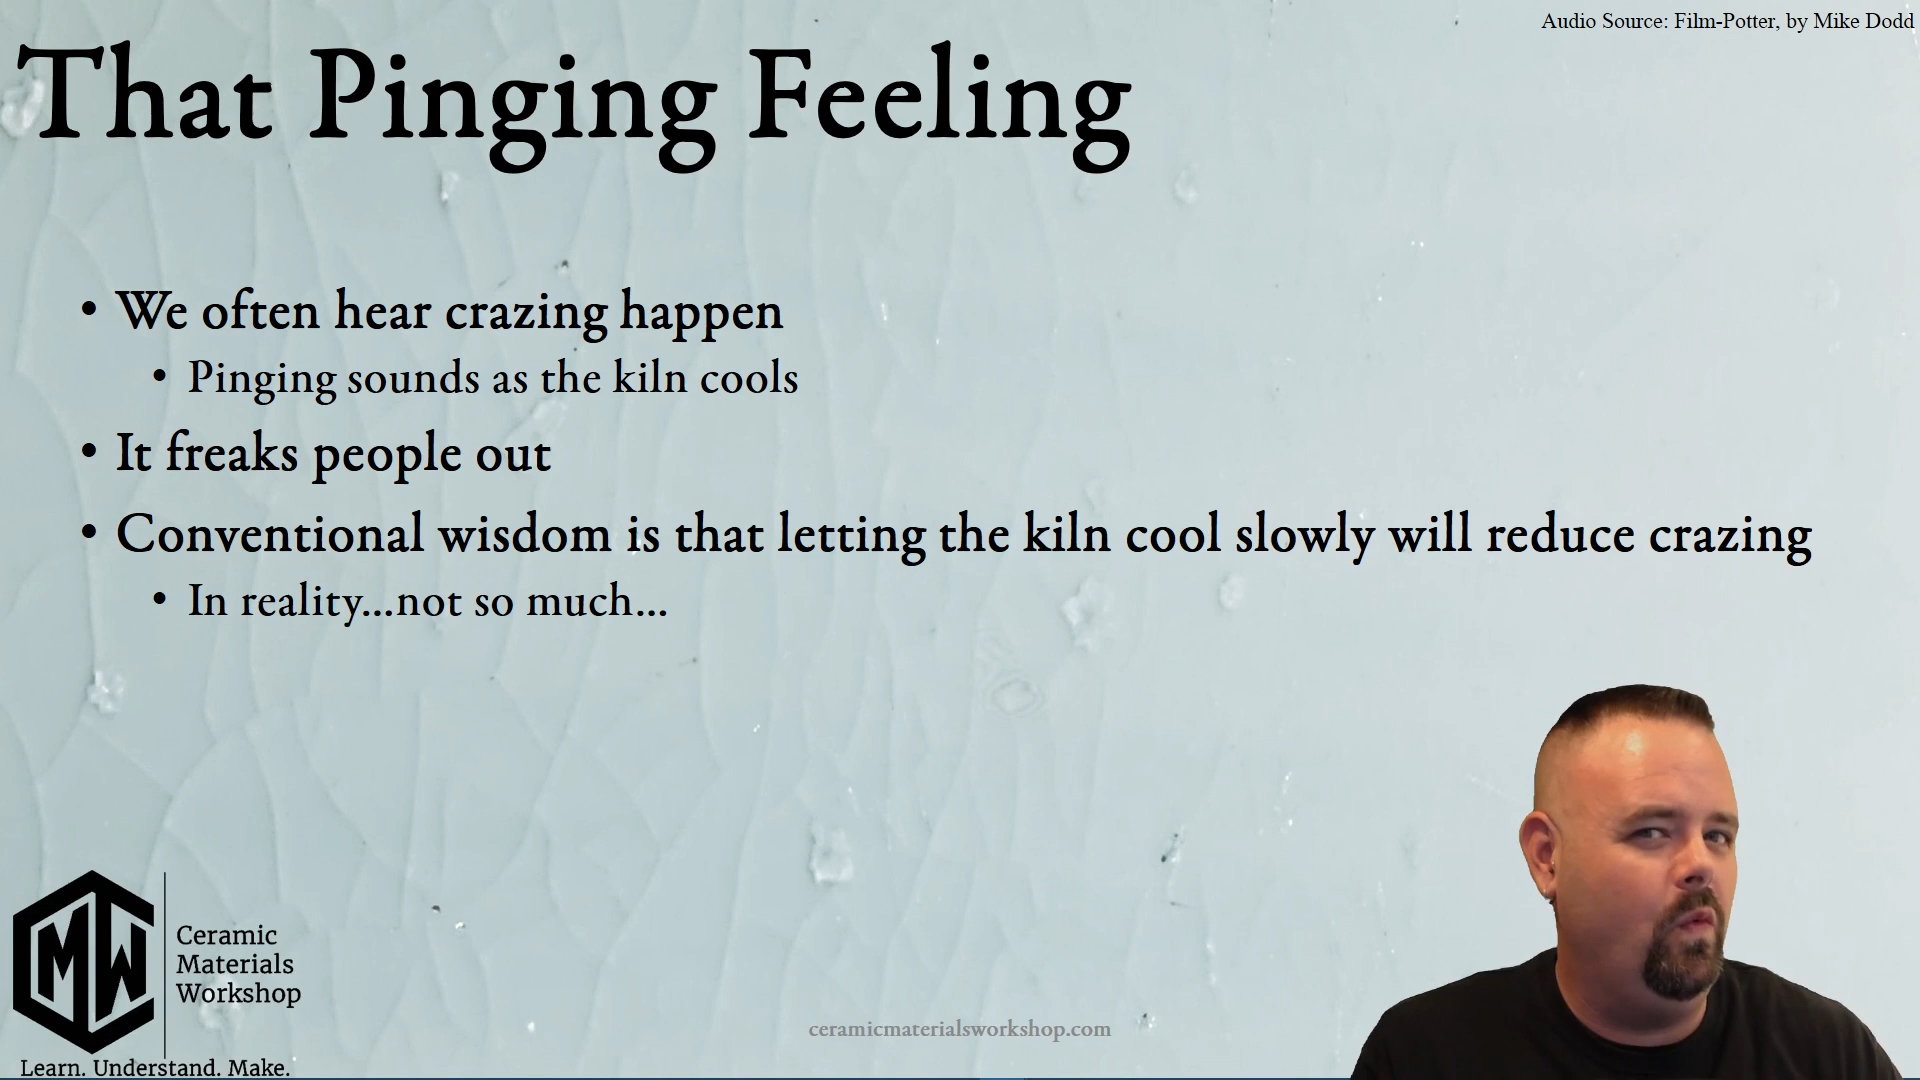 Audio Source: Film-Potter, by Mike Dodd
That Pinging Feeling
• We often hear crazing happen
• Pinging sounds as the kiln cools
• It freaks people out
• Conventional wisdom is that letting the kiln cool slowly will reduce crazing
• In reality...not so much...
CMW
Ceramic
Materials
Workshop
Learn. Understand. Make.
ceramicmaterialsworkshop.com